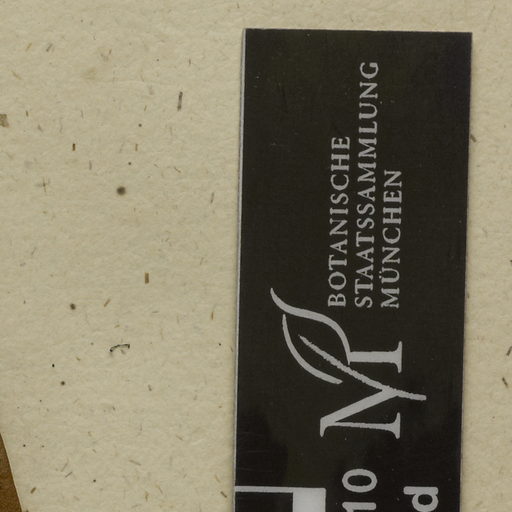 BOTANISCHE
STAATSSAMMLUNG
MÜNCHEN
M
10
d